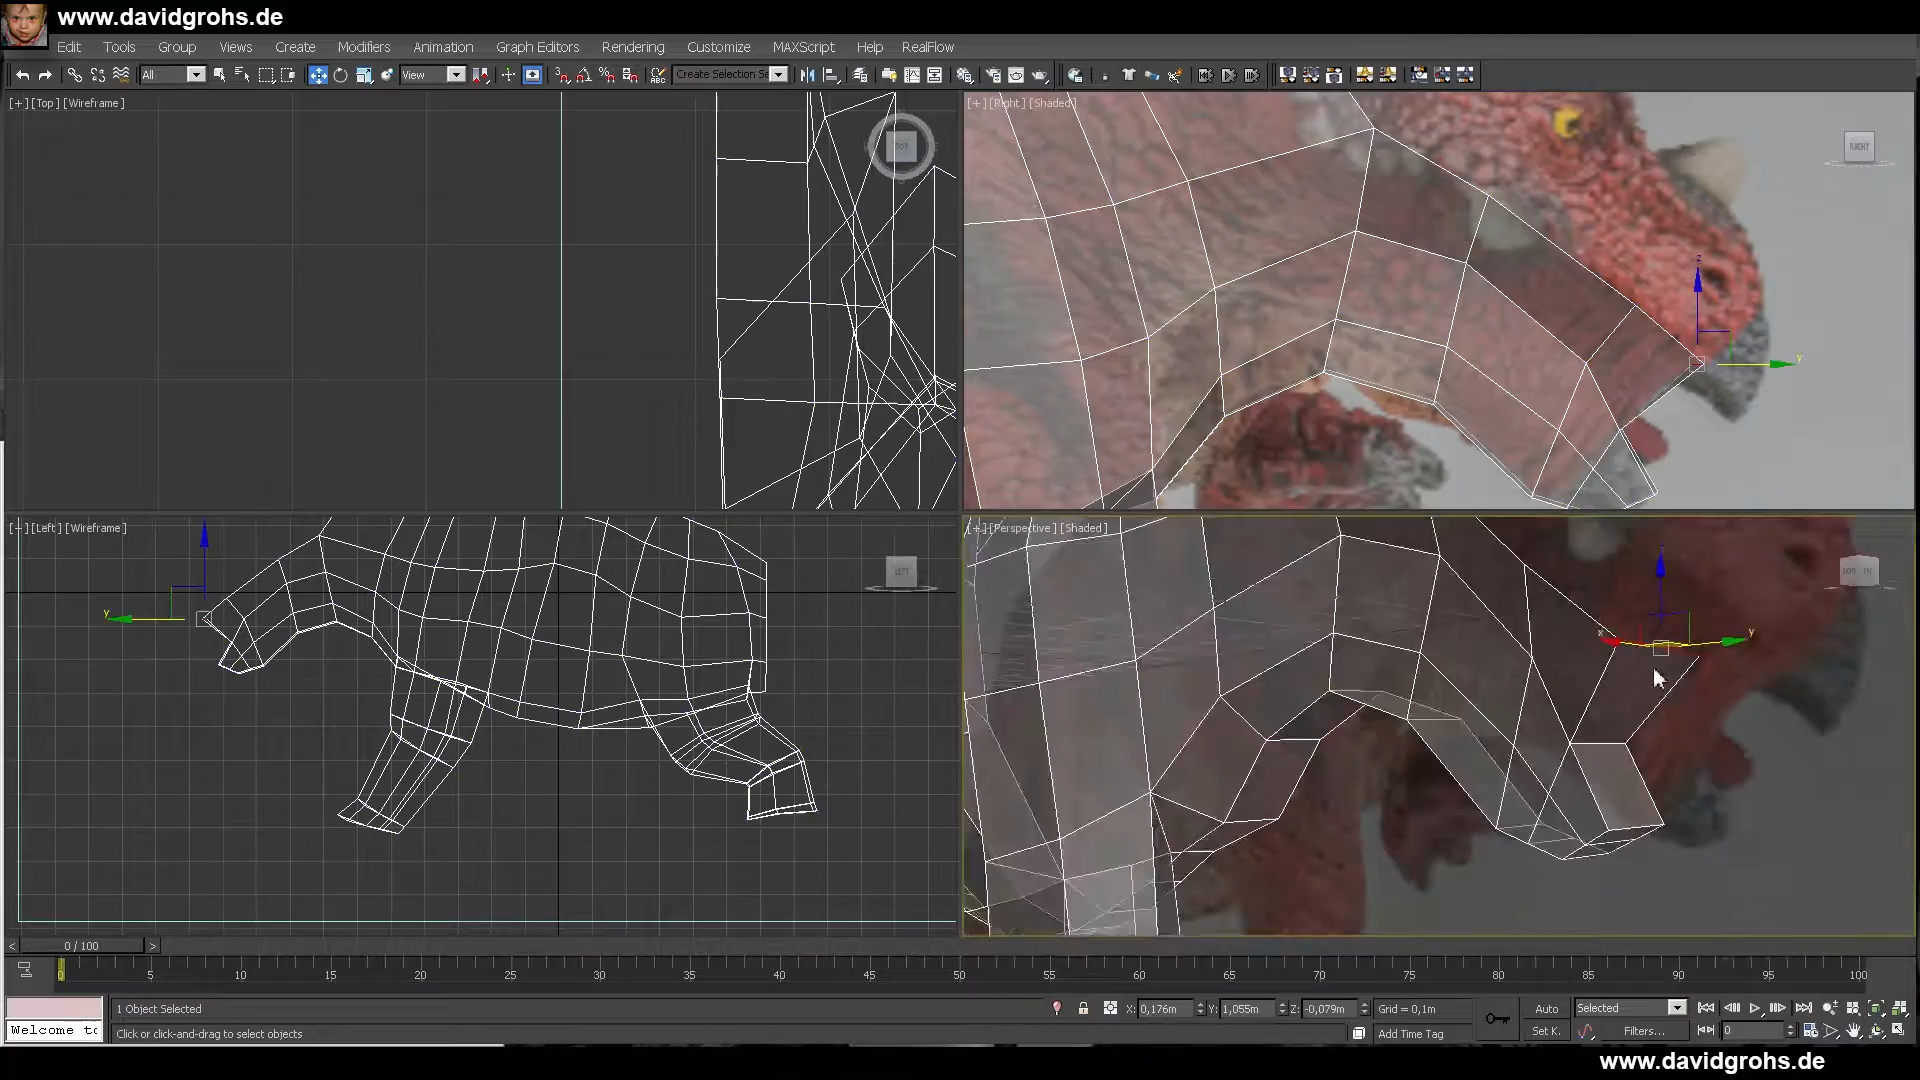 www.davidgrohs.de
Edit Tools Group Views Create Modifiers Animation Graph Editors Rendering Customize MAXScript Help RealFlow
All View Create Selection Se
[+] [Top] [Wireframe]
TOP
[+] [Right] [Shaded]
RIGHT
z
y
[+] [Left] [Wireframe]
LEFT
y
[+] [Perspective] [Shaded]
x
y
< 0 / 100 >
0 5 10 15 20 25 30 35 40 45 50 55 60 65 70 75 80 85 90 95 100
1 Object Selected X: 0,176m Y: 1,055m Z: -0,079m Grid = 0,1m Auto Selected
Welcome to Click or click-and-drag to select objects Add Time Tag Set K. Filters... 0
www.davidgrohs.de